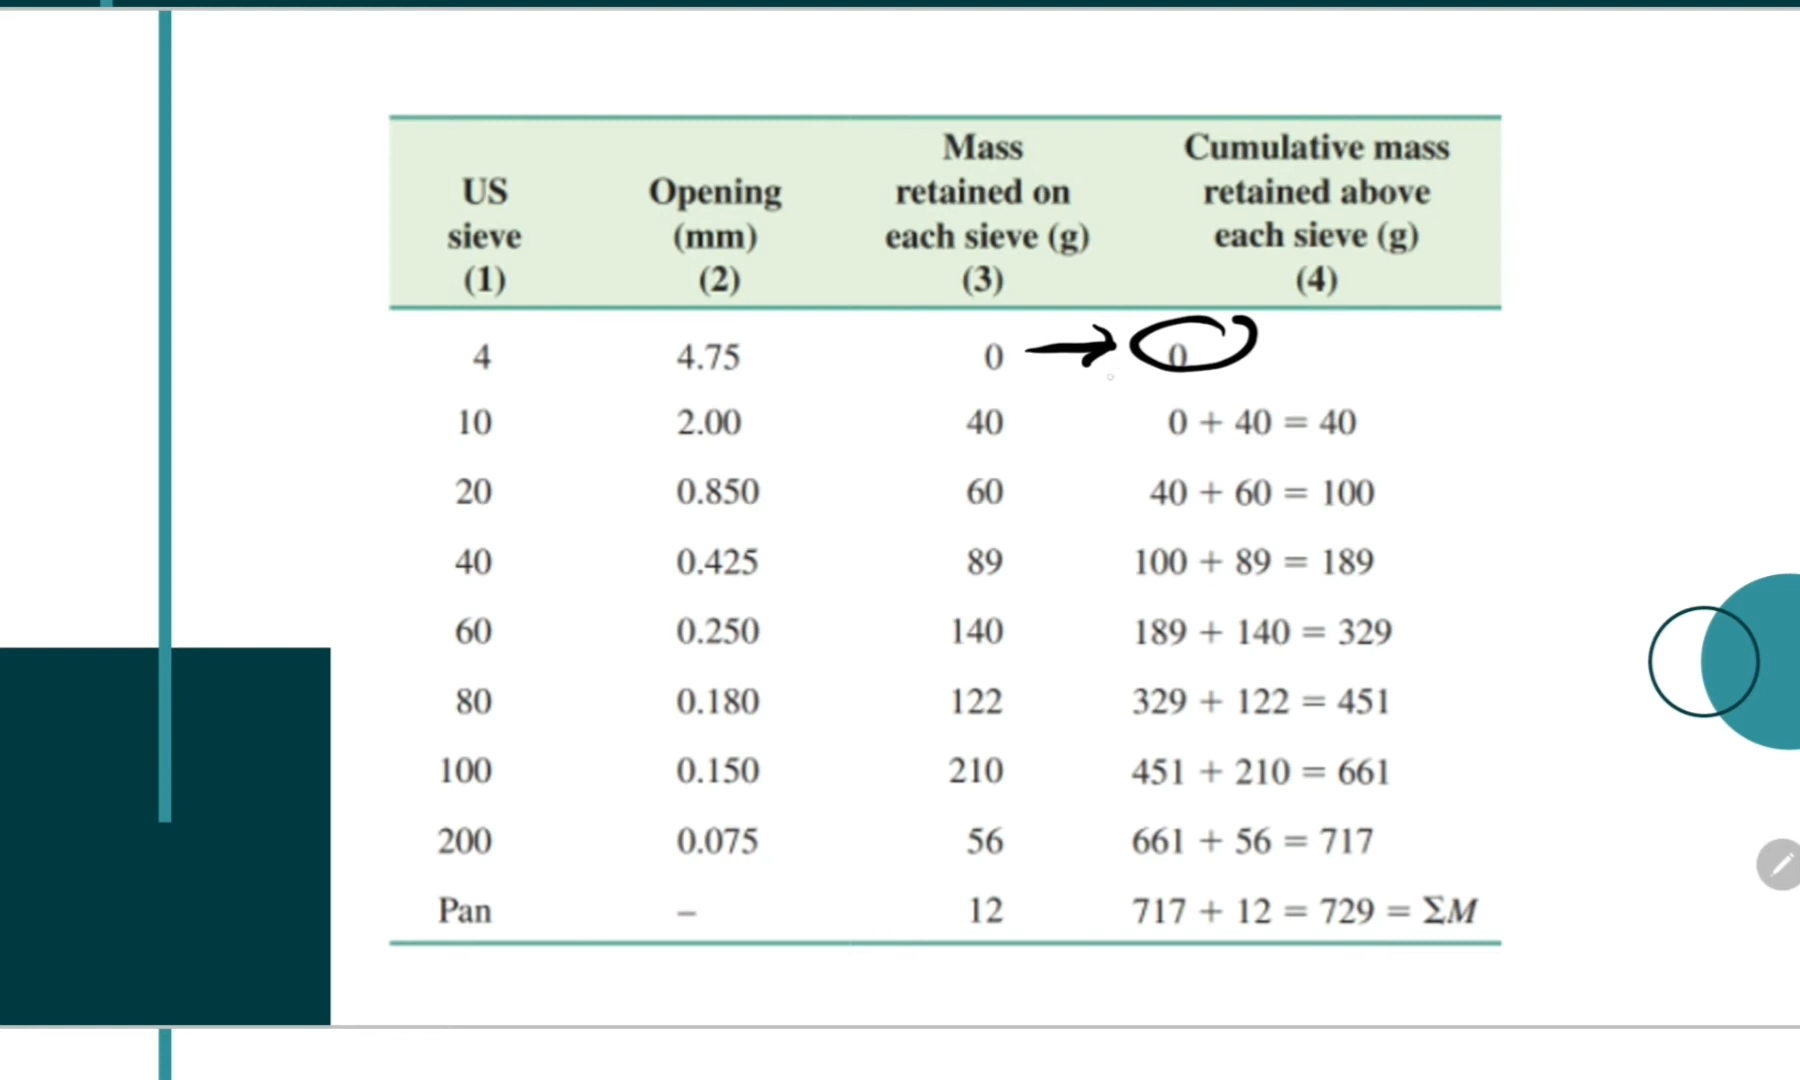 US sieve (1) Opening (mm) (2) Mass retained on each sieve (g) (3) Cumulative mass retained above each sieve (g) (4)
4 4.75 0 0
10 2.00 40 0 + 40 = 40
20 0.850 60 40 + 60 = 100
40 0.425 89 100 + 89 = 189
60 0.250 140 189 + 140 = 329
80 0.180 122 329 + 122 = 451
100 0.150 210 451 + 210 = 661
200 0.075 56 661 + 56 = 717
Pan – 12 717 + 12 = 729 = ΣM